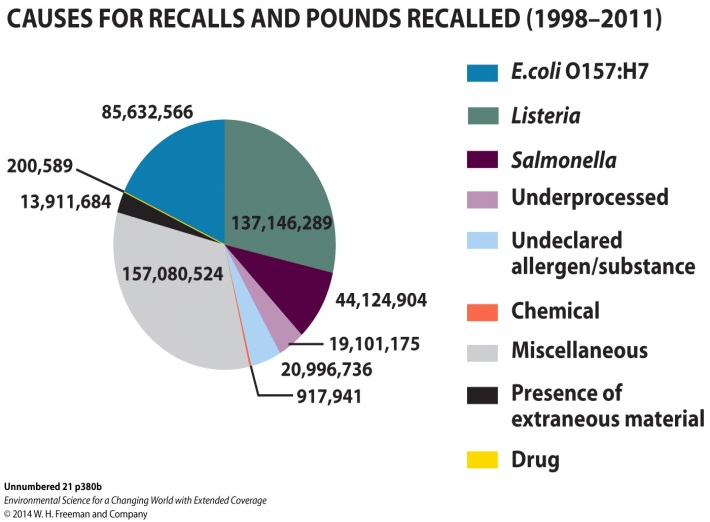 CAUSES FOR RECALLS AND POUNDS RECALLED (1998–2011)
85,632,566
200,589
13,911,684
137,146,289
157,080,524
44,124,904
19,101,175
20,996,736
917,941
E.coli O157:H7
Listeria
Salmonella
Underprocessed
Undeclared
allergen/substance
Chemical
Miscellaneous
Presence of
extraneous material
Drug
Unnumbered 21 p380b
Environmental Science for a Changing World with Extended Coverage
© 2014 W. H. Freeman and Company